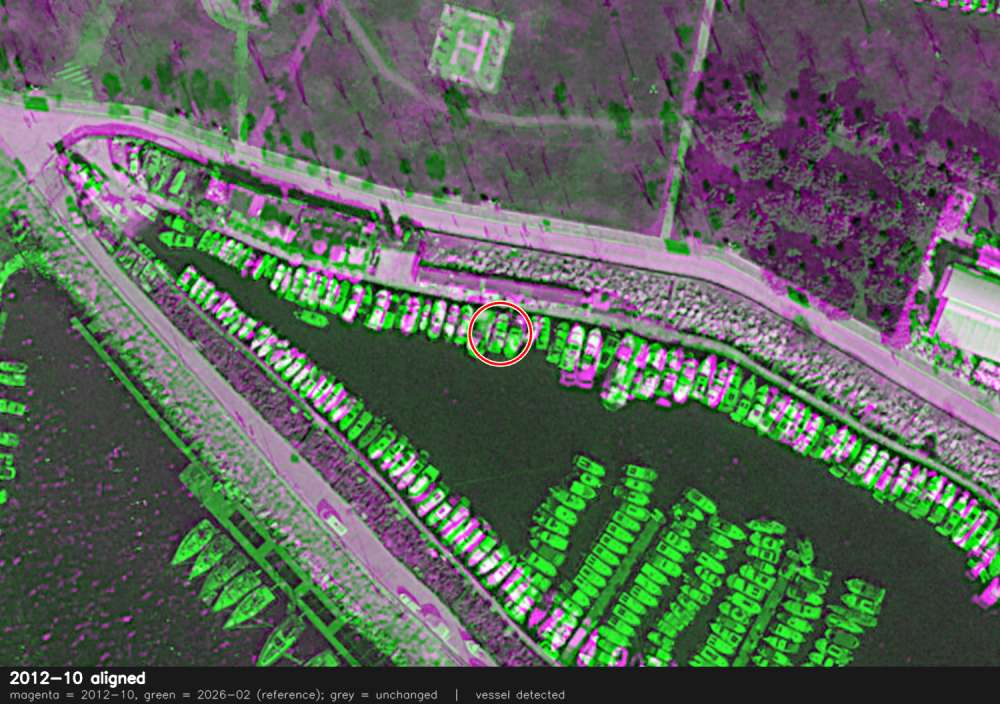 H
2012-10 aligned
magenta = 2012-10, green = 2026-02 (reference); grey = unchanged | vessel detected